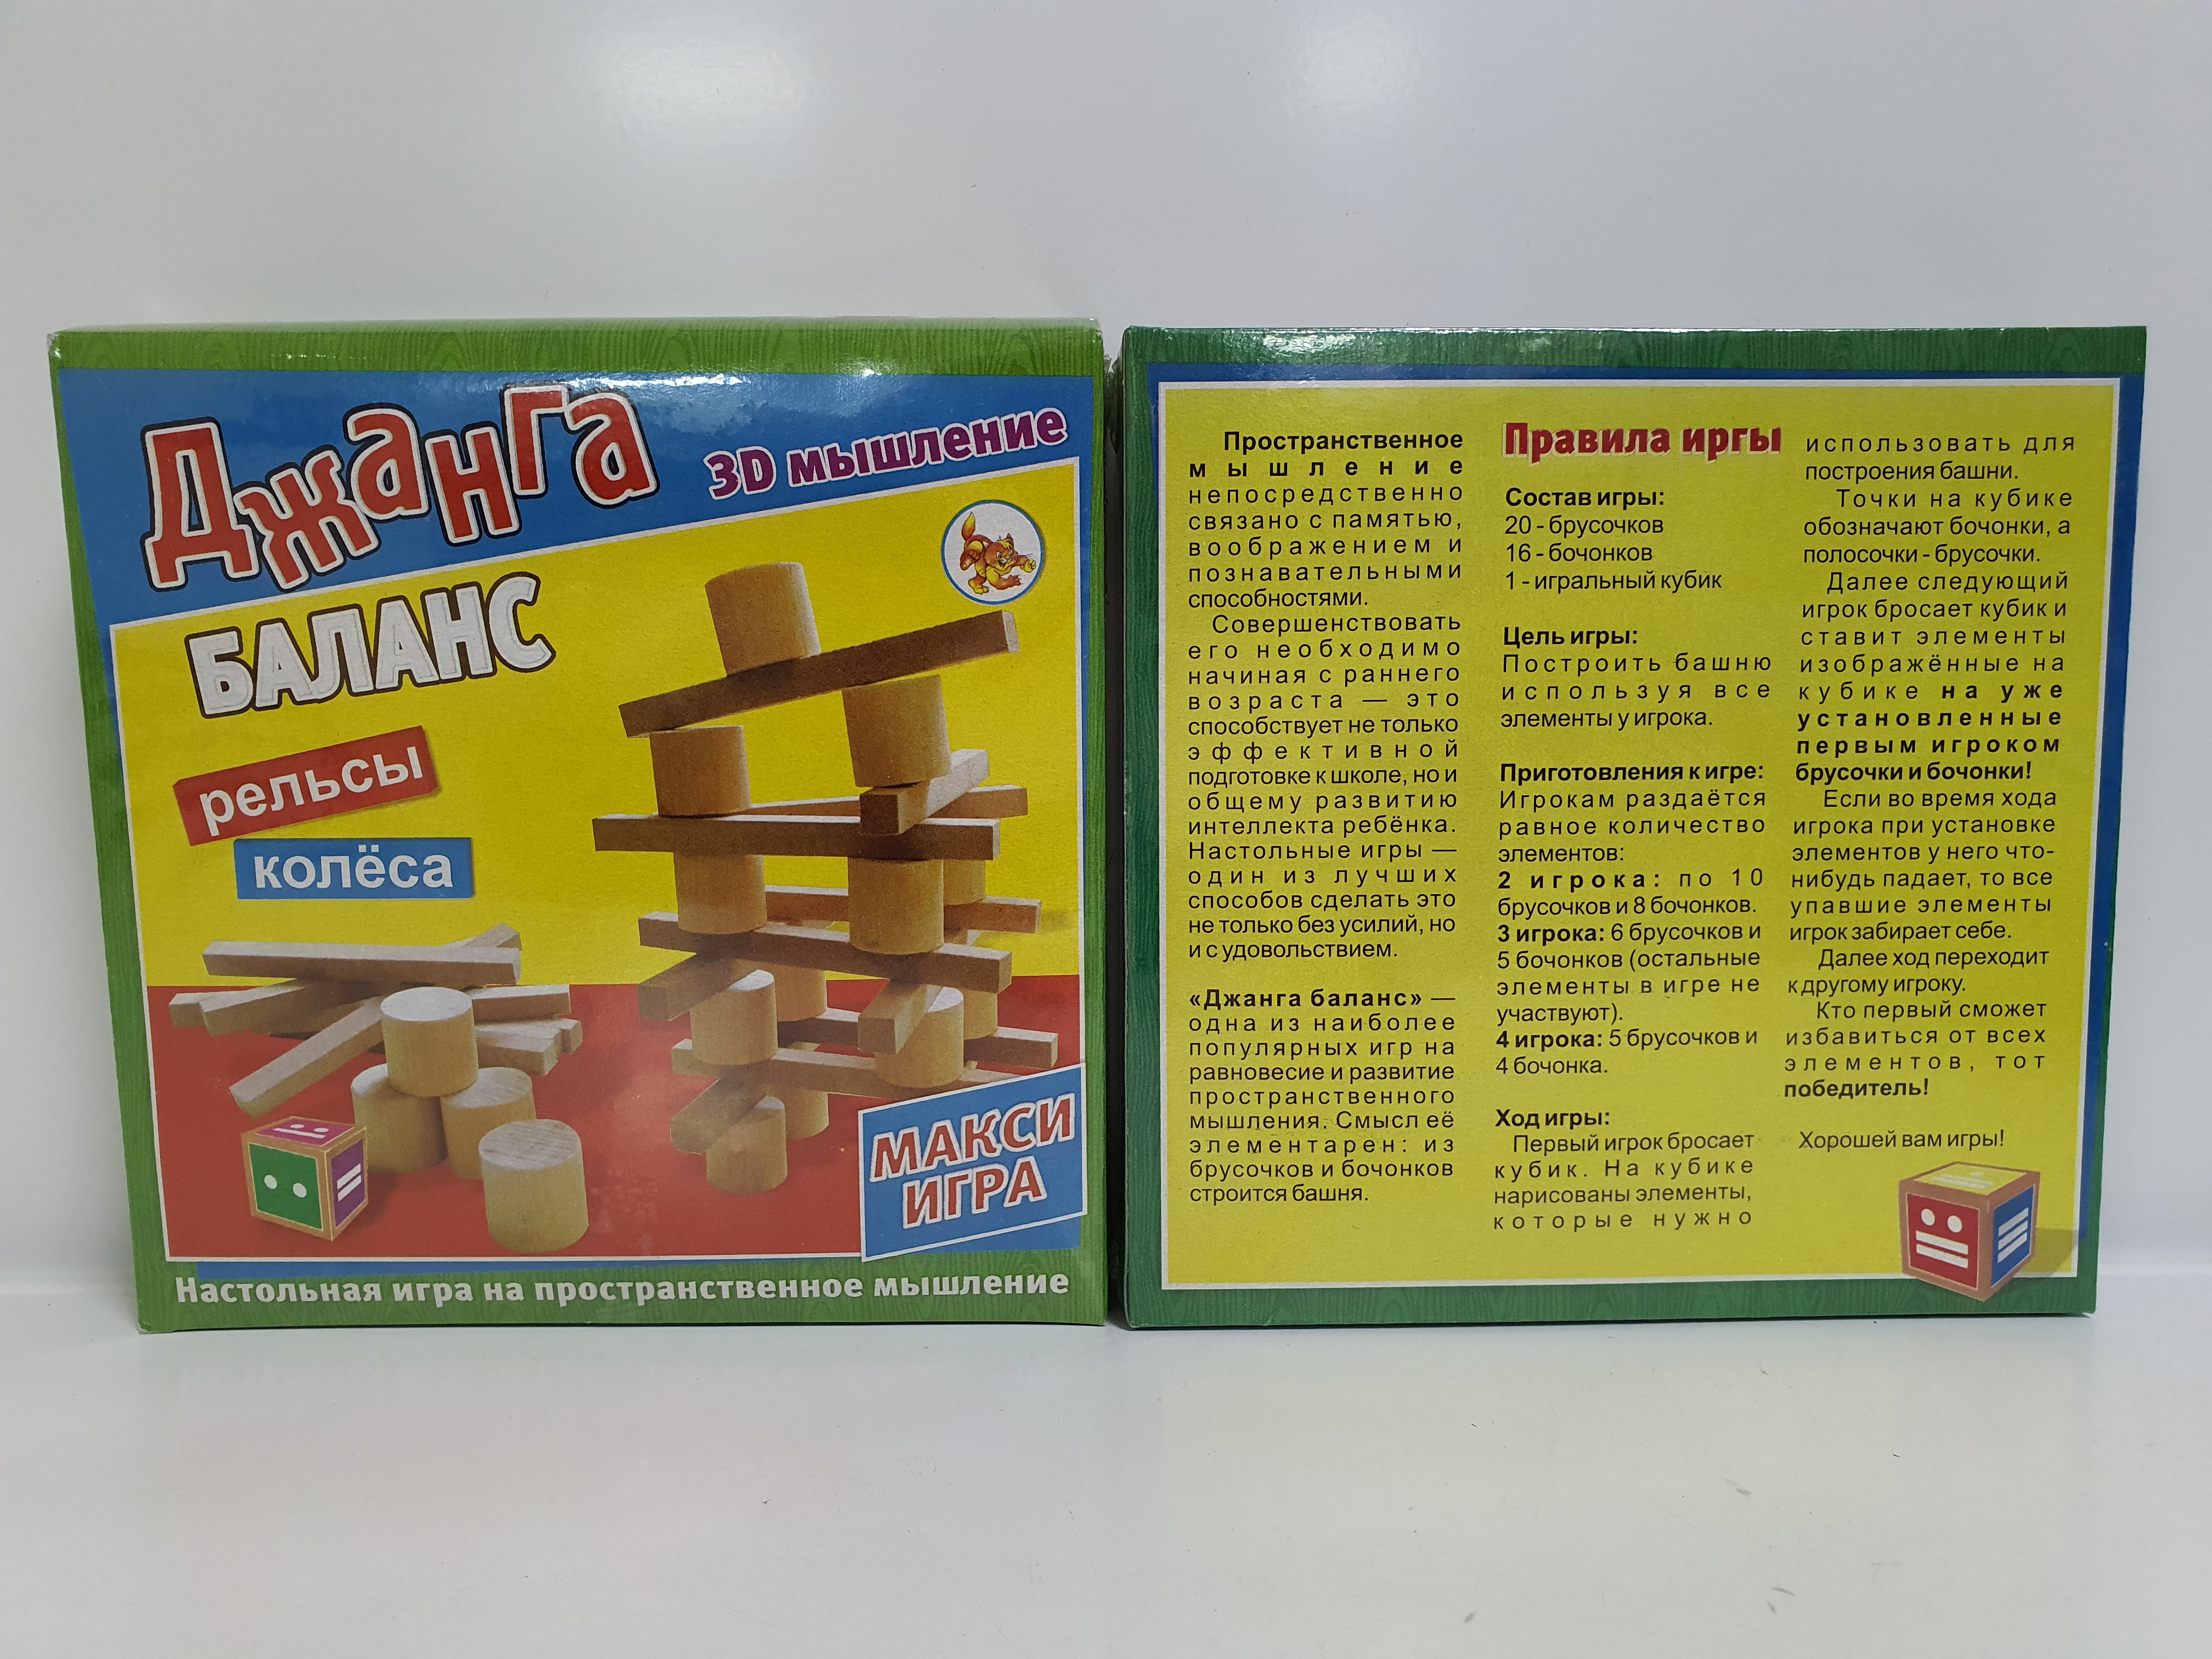 Джанга
3D мышление
БАЛАНС
рельсы
колёса
МАКСИ
ИГРА
Настольная игра на пространственное мышление
Пространственное
мышление
непосредственно
связано с памятью,
воображением и
познавательными
способностями.
Совершенствовать
его необходимо
начиная с раннего
возраста — это
способствует не только
эффективной
подготовке к школе, но и
общему развитию
интеллекта ребёнка.
Настольные игры —
один из лучших
способов сделать это
не только без усилий, но
и с удовольствием.
«Джанга баланс» —
одна из наиболее
популярных игр на
равновесие и развитие
пространственного
мышления. Смысл её
элементарен: из
брусочков и бочонков
строится башня.
Правила иргы
Состав игры:
20 - брусочков
16 - бочонков
1 - игральный кубик
Цель игры:
Построить башню
используя все
элементы у игрока.
Приготовления к игре:
Игрокам раздаётся
равное количество
элементов:
2 игрока: по 10
брусочков и 8 бочонков.
3 игрока: 6 брусочков и
5 бочонков (остальные
элементы в игре не
участвуют).
4 игрока: 5 брусочков и
4 бочонка.
Ход игры:
Первый игрок бросает
кубик. На кубике
нарисованы элементы,
которые нужно
использовать для
построения башни.
Точки на кубике
обозначают бочонки, а
полосочки - брусочки.
Далее следующий
игрок бросает кубик и
ставит элементы
изображённые на
кубике на уже
установленные
первым игроком
брусочки и бочонки!
Если во время хода
игрока при установке
элементов у него что-
нибудь падает, то все
упавшие элементы
игрок забирает себе.
Далее ход переходит
к другому игроку.
Кто первый сможет
избавиться от всех
элементов, тот
победитель!
Хорошей вам игры!